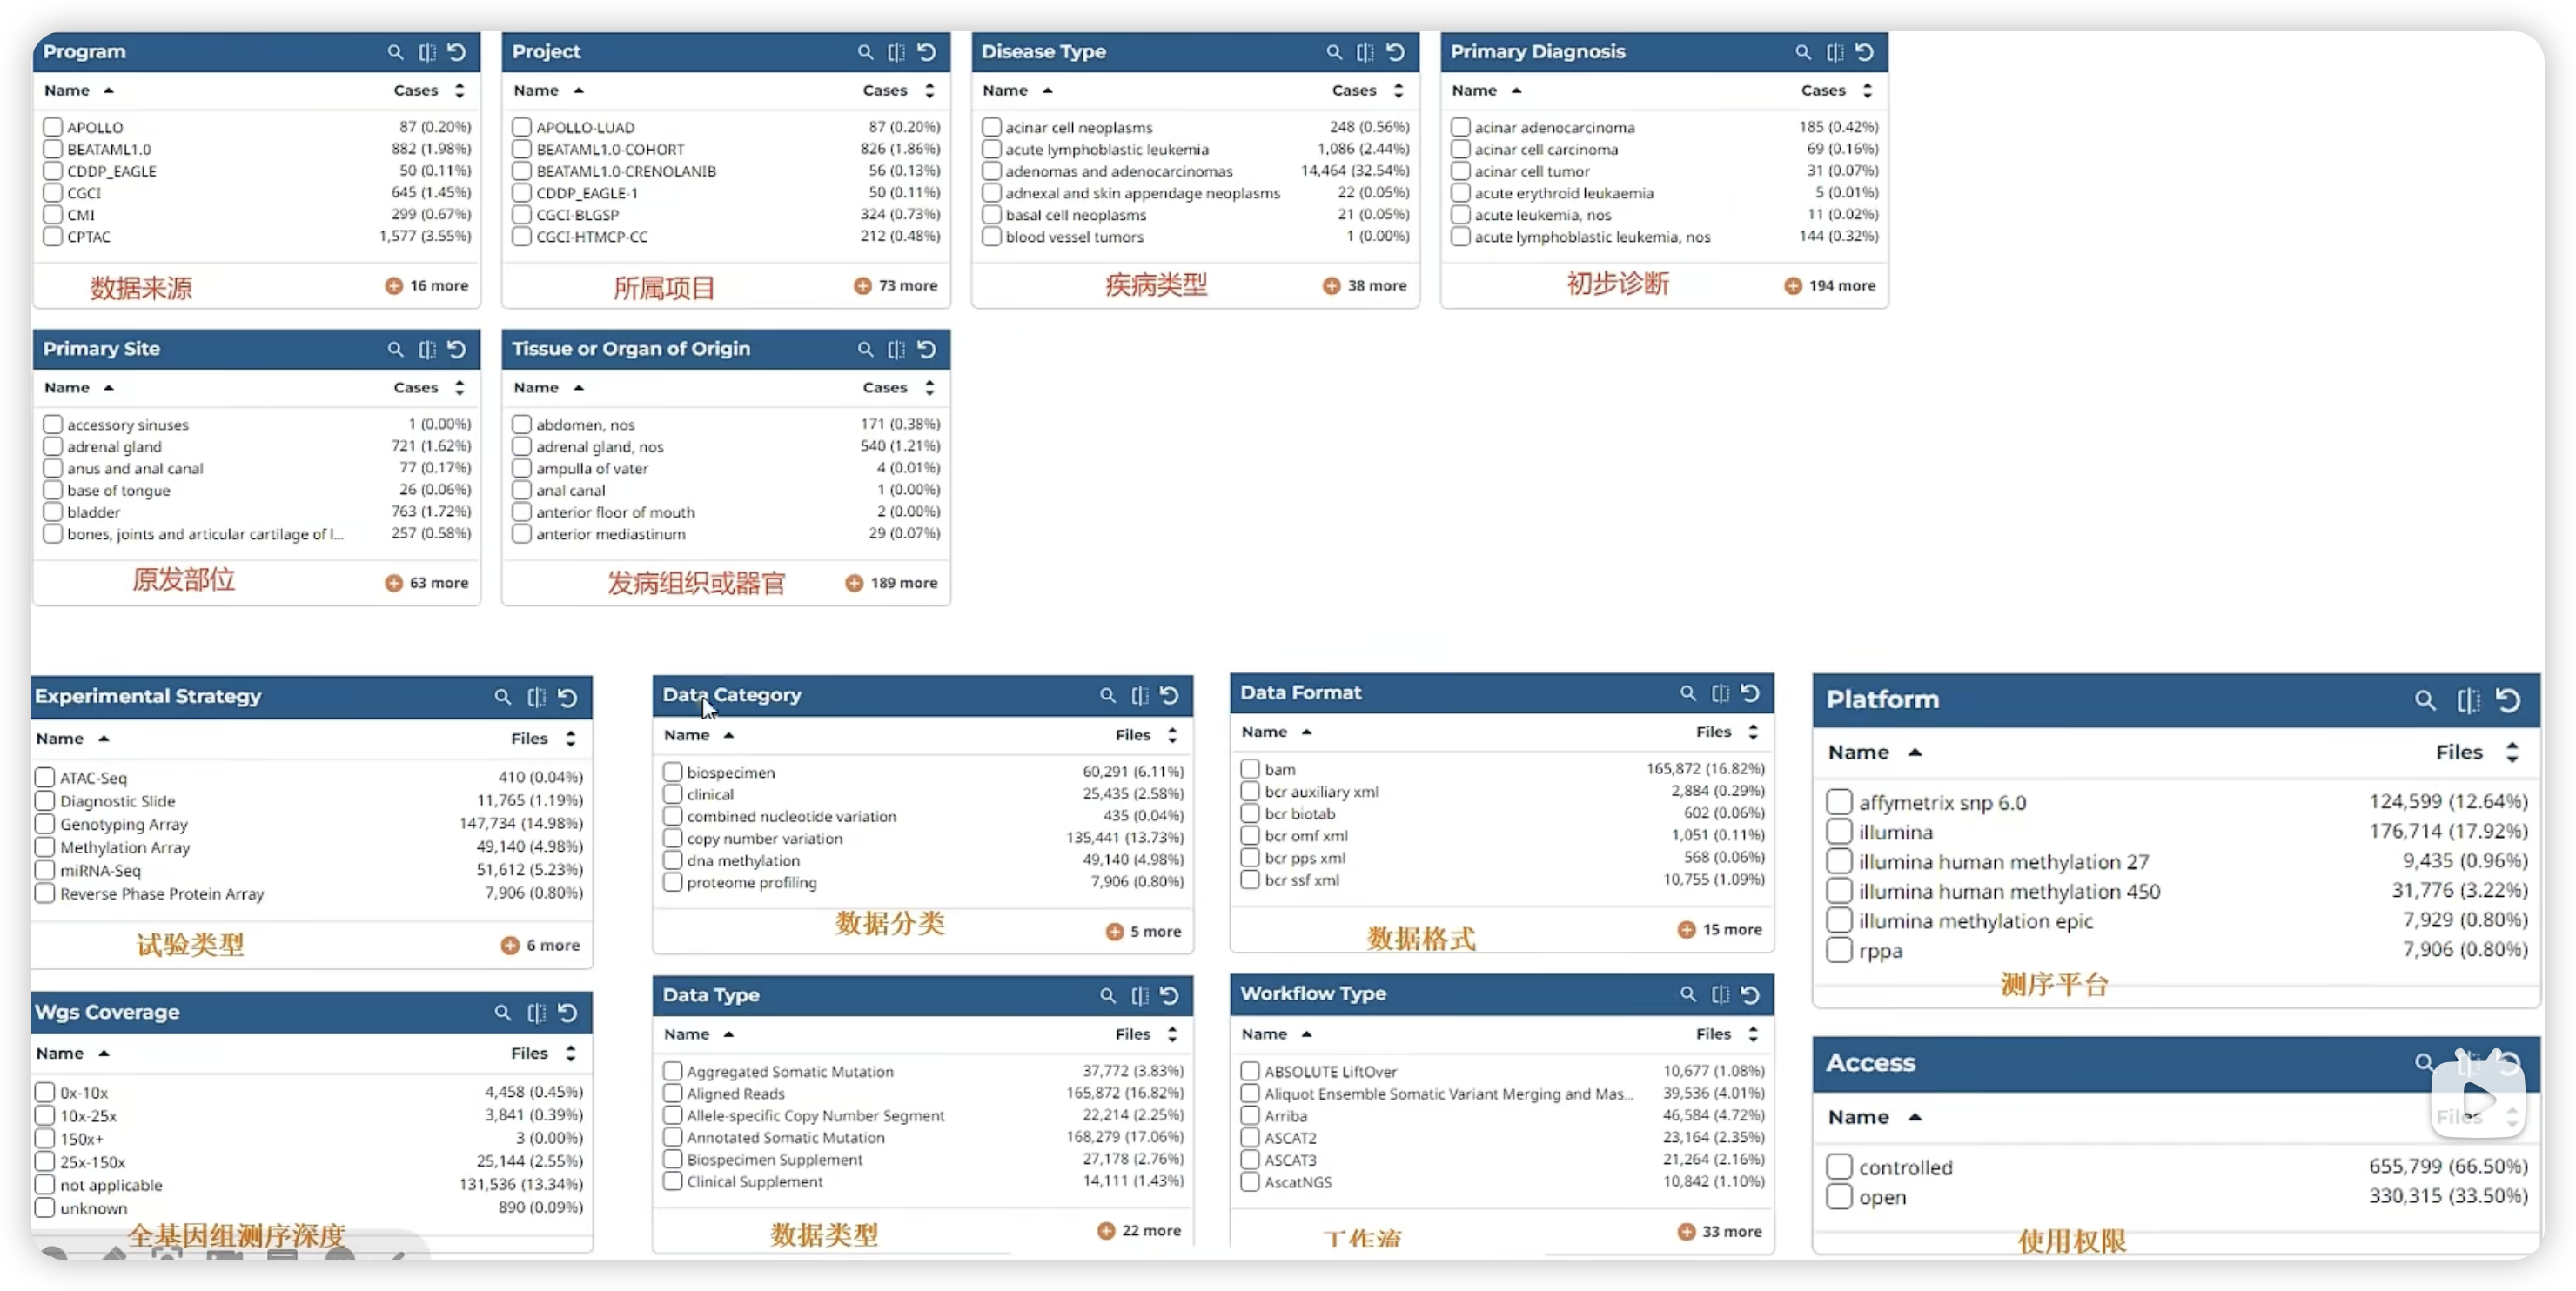 Program
Name Cases
APOLLO 87 (0.20%)
BEATAML1.0 882 (1.98%)
CDDP_EAGLE 50 (0.11%)
CGCI 645 (1.45%)
CMI 299 (0.67%)
CPTAC 1,577 (3.55%)
数据来源 16 more
Project
Name Cases
APOLLO-LUAD 87 (0.20%)
BEATAML1.0-COHORT 826 (1.86%)
BEATAML1.0-CRENOLANIB 56 (0.13%)
CDDP_EAGLE-1 50 (0.11%)
CGCI-BLGSP 324 (0.73%)
CGCI-HTMCP-CC 212 (0.48%)
所属项目 73 more
Disease Type
Name Cases
acinar cell neoplasms 248 (0.56%)
acute lymphoblastic leukemia 1,086 (2.44%)
adenomas and adenocarcinomas 14,464 (32.54%)
adnexal and skin appendage neoplasms 22 (0.05%)
basal cell neoplasms 21 (0.05%)
blood vessel tumors 1 (0.00%)
疾病类型 38 more
Primary Diagnosis
Name Cases
acinar adenocarcinoma 185 (0.42%)
acinar cell carcinoma 69 (0.16%)
acinar cell tumor 31 (0.07%)
acute erythroid leukaemia 5 (0.01%)
acute leukemia, nos 11 (0.02%)
acute lymphoblastic leukemia, nos 144 (0.32%)
初步诊断 194 more
Primary Site
Name Cases
accessory sinuses 1 (0.00%)
adrenal gland 721 (1.62%)
anus and anal canal 77 (0.17%)
base of tongue 26 (0.06%)
bladder 763 (1.72%)
bones, joints and articular cartilage of l... 257 (0.58%)
原发部位 63 more
Tissue or Organ of Origin
Name Cases
abdomen, nos 171 (0.38%)
adrenal gland, nos 540 (1.21%)
ampulla of vater 4 (0.01%)
anal canal 1 (0.00%)
anterior floor of mouth 2 (0.00%)
anterior mediastinum 29 (0.07%)
发病组织或器官 189 more
Experimental Strategy
Name Files
ATAC-Seq 410 (0.04%)
Diagnostic Slide 11,765 (1.19%)
Genotyping Array 147,734 (14.98%)
Methylation Array 49,140 (4.98%)
miRNA-Seq 51,612 (5.23%)
Reverse Phase Protein Array 7,906 (0.80%)
试验类型 6 more
Data Category
Name Files
biospecimen 60,291 (6.11%)
clinical 25,435 (2.58%)
combined nucleotide variation 435 (0.04%)
copy number variation 135,441 (13.73%)
dna methylation 49,140 (4.98%)
proteome profiling 7,906 (0.80%)
数据分类 5 more
Data Format
Name Files
bam 165,872 (16.82%)
bcr auxiliary xml 2,884 (0.29%)
bcr biotab 602 (0.06%)
bcr omf xml 1,051 (0.11%)
bcr pps xml 568 (0.06%)
bcr ssf xml 10,755 (1.09%)
数据格式 15 more
Platform
Name Files
affymetrix snp 6.0 124,599 (12.64%)
illumina 176,714 (17.92%)
illumina human methylation 27 9,435 (0.96%)
illumina human methylation 450 31,776 (3.22%)
illumina methylation epic 7,929 (0.80%)
rppa 7,906 (0.80%)
测序平台
Wgs Coverage
Name Files
0x-10x 4,458 (0.45%)
10x-25x 3,841 (0.39%)
150x+ 3 (0.00%)
25x-150x 25,144 (2.55%)
not applicable 131,536 (13.34%)
unknown 890 (0.09%)
全基因组测序深度
Data Type
Name Files
Aggregated Somatic Mutation 37,772 (3.83%)
Aligned Reads 165,872 (16.82%)
Allele-specific Copy Number Segment 22,214 (2.25%)
Annotated Somatic Mutation 168,279 (17.06%)
Biospecimen Supplement 27,178 (2.76%)
Clinical Supplement 14,111 (1.43%)
数据类型 22 more
Workflow Type
Name Files
ABSOLUTE LiftOver 10,677 (1.08%)
Aliquot Ensemble Somatic Variant Merging and Mas... 39,536 (4.01%)
Arriba 46,584 (4.72%)
ASCAT2 23,164 (2.35%)
ASCAT3 21,264 (2.16%)
AscatNGS 10,842 (1.10%)
工作流 33 more
Access
Name Files
controlled 655,799 (66.50%)
open 330,315 (33.50%)
使用权限